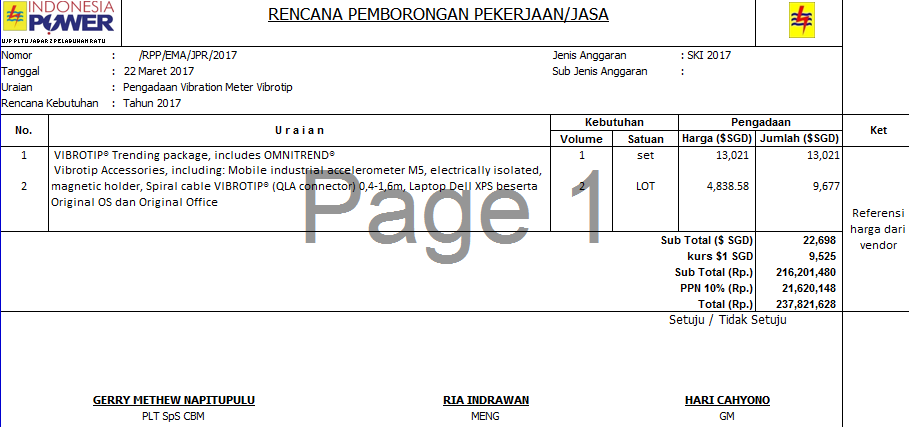 INDONESIA
POWER
UJP PLTU JABAR 2 PELABUHAN RATU
RENCANA PEMBORONGAN PEKERJAAN/JASA
Nomor : /RPP/EMA/JPR/2017 Jenis Anggaran : SKI 2017
Tanggal : 22 Maret 2017 Sub Jenis Anggaran :
Uraian : Pengadaan Vibration Meter Vibrotip
Rencana Kebutuhan : Tahun 2017
No. U r a i a n Kebutuhan Pengadaan Ket
Volume Satuan Harga ($SGD) Jumlah ($SGD)
1 VIBROTIP® Trending package, includes OMNITREND® 1 set 13,021 13,021
Vibrotip Accessories, including: Mobile industrial accelerometer M5, electrically isolated,
2 magnetic holder, Spiral cable VIBROTIP® (QLA connector) 0,4-1,6m, Laptop Dell XPS beserta 2 LOT 4,838.58 9,677
Original OS dan Original Office
Page 1
Referensi
harga dari
vendor
Sub Total ($ SGD) 22,698
kurs $1 SGD 9,525
Sub Total (Rp.) 216,201,480
PPN 10% (Rp.) 21,620,148
Total (Rp.) 237,821,628
Setuju / Tidak Setuju
GERRY METHEW NAPITUPULU RIA INDRAWAN HARI CAHYONO
PLT SpS CBM MENG GM